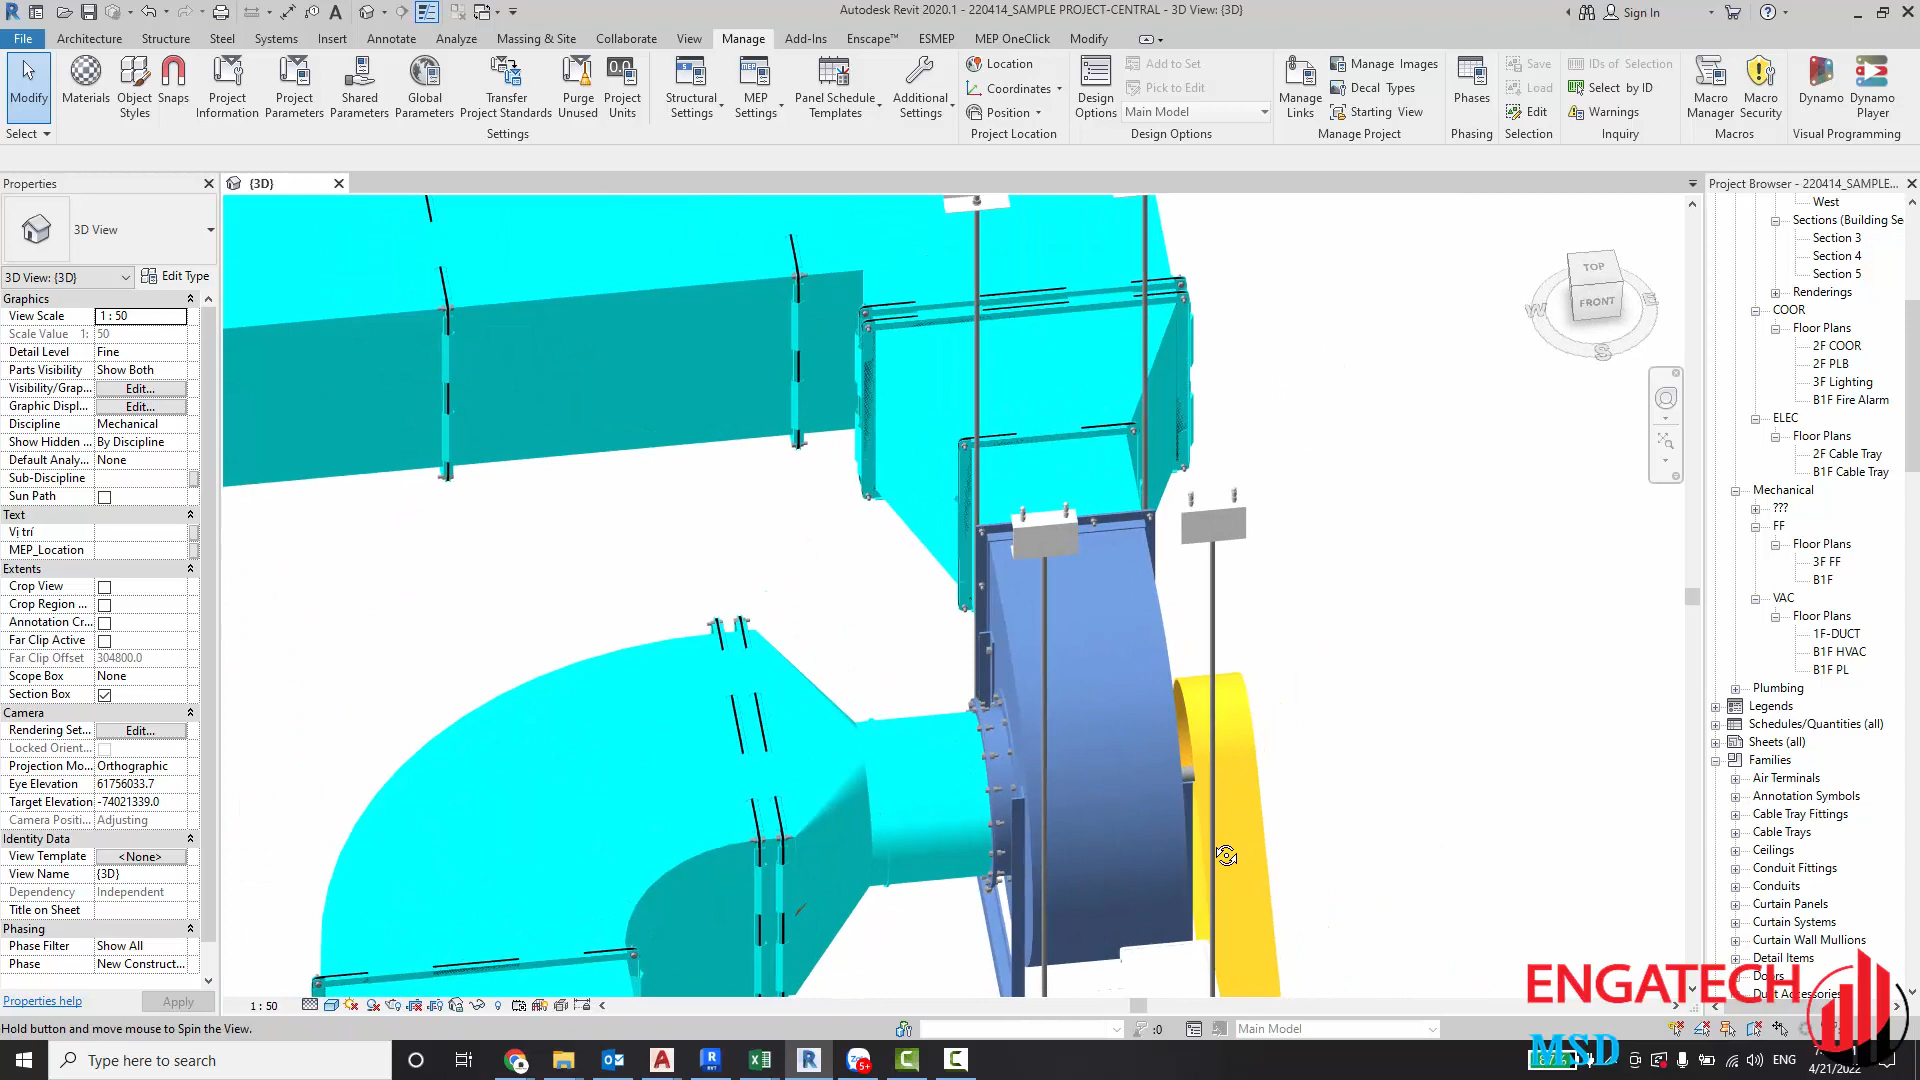 Autodesk Revit 2020.1 - 220414_SAMPLE PROJECT-CENTRAL - 3D View: {3D}
Sign In
File Architecture Structure Steel Systems Insert Annotate Analyze Massing & Site Collaborate View Manage Add-Ins Enscape™ ESMEP MEP OneClick Modify
Modify
Materials
Object Styles
Snaps
Project Information
Project Parameters
Shared Parameters
Global Parameters
Transfer Project Standards
Purge Unused
Project Units
Structural Settings
MEP Settings
Panel Schedule Templates
Additional Settings
Location
Coordinates
Position
Design Options
Add to Set
Pick to Edit
Main Model
Manage Links
Manage Images
Decal Types
Starting View
Phases
Save
Load
Edit
IDs of Selection
Select by ID
Warnings
Macro Manager
Macro Security
Dynamo
Dynamo Player
Select
Settings
Project Location
Design Options
Manage Project
Phasing
Selection
Inquiry
Macros
Visual Programming
Properties
3D View
3D View: {3D}
Edit Type
Graphics
View Scale 1 : 50
Scale Value 1: 50
Detail Level Fine
Parts Visibility Show Both
Visibility/Grap... Edit...
Graphic Displ... Edit...
Discipline Mechanical
Show Hidden ... By Discipline
Default Analy... None
Sub-Discipline
Sun Path
Text
Vị trí
MEP_Location
Extents
Crop View
Crop Region ...
Annotation Cr...
Far Clip Active
Far Clip Offset 304800.0
Scope Box None
Section Box
Camera
Rendering Set... Edit...
Locked Orient...
Projection Mo... Orthographic
Eye Elevation 61756033.7
Target Elevation -74021339.0
Camera Positi... Adjusting
Identity Data
View Template <None>
View Name {3D}
Dependency Independent
Title on Sheet
Phasing
Phase Filter Show All
Phase New Construct...
Properties help
Apply
{3D}
TOP
FRONT
W
E
S
1 : 50
Project Browser - 220414_SAMPLE...
West
Sections (Building Se
Section 3
Section 4
Section 5
Renderings
COOR
Floor Plans
2F COOR
2F PLB
3F Lighting
B1F Fire Alarm
ELEC
Floor Plans
2F Cable Tray
B1F Cable Tray
Mechanical
???
FF
Floor Plans
3F FF
B1F
VAC
Floor Plans
1F-DUCT
B1F HVAC
B1F PL
Plumbing
Legends
Schedules/Quantities (all)
Sheets (all)
Families
Air Terminals
Annotation Symbols
Cable Tray Fittings
Cable Trays
Ceilings
Conduit Fittings
Conduits
Curtain Panels
Curtain Systems
Curtain Wall Mullions
Detail Items
Doors
Duct Accessories
ENGATECH
MSD
Hold button and move mouse to Spin the View.
:0
Main Model
Type here to search
5+
87%
ENG
4/21/2022